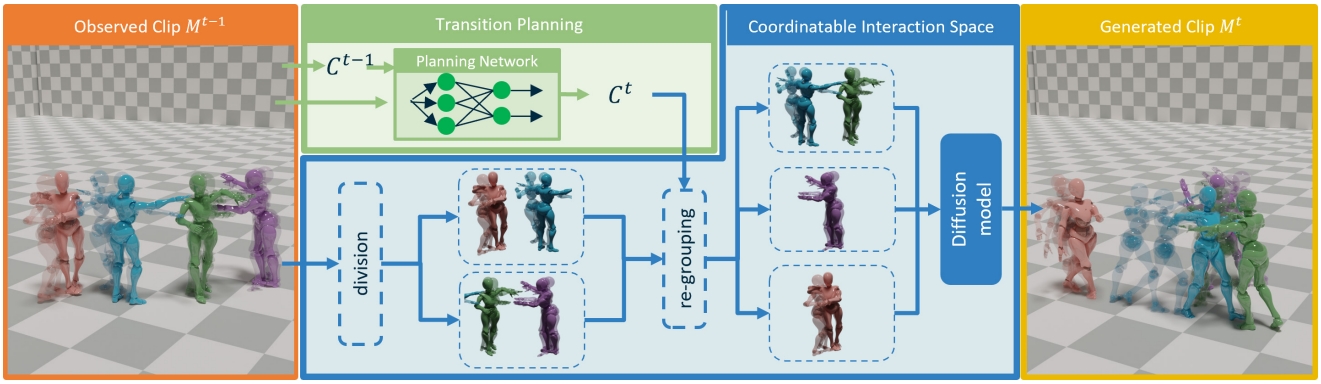 Observed Clip M^{t−1}
Transition Planning
Coordinatable Interaction Space
Generated Clip M^t
C^{t−1}
Planning Network
C^t
division
re-grouping
Diffusion
model